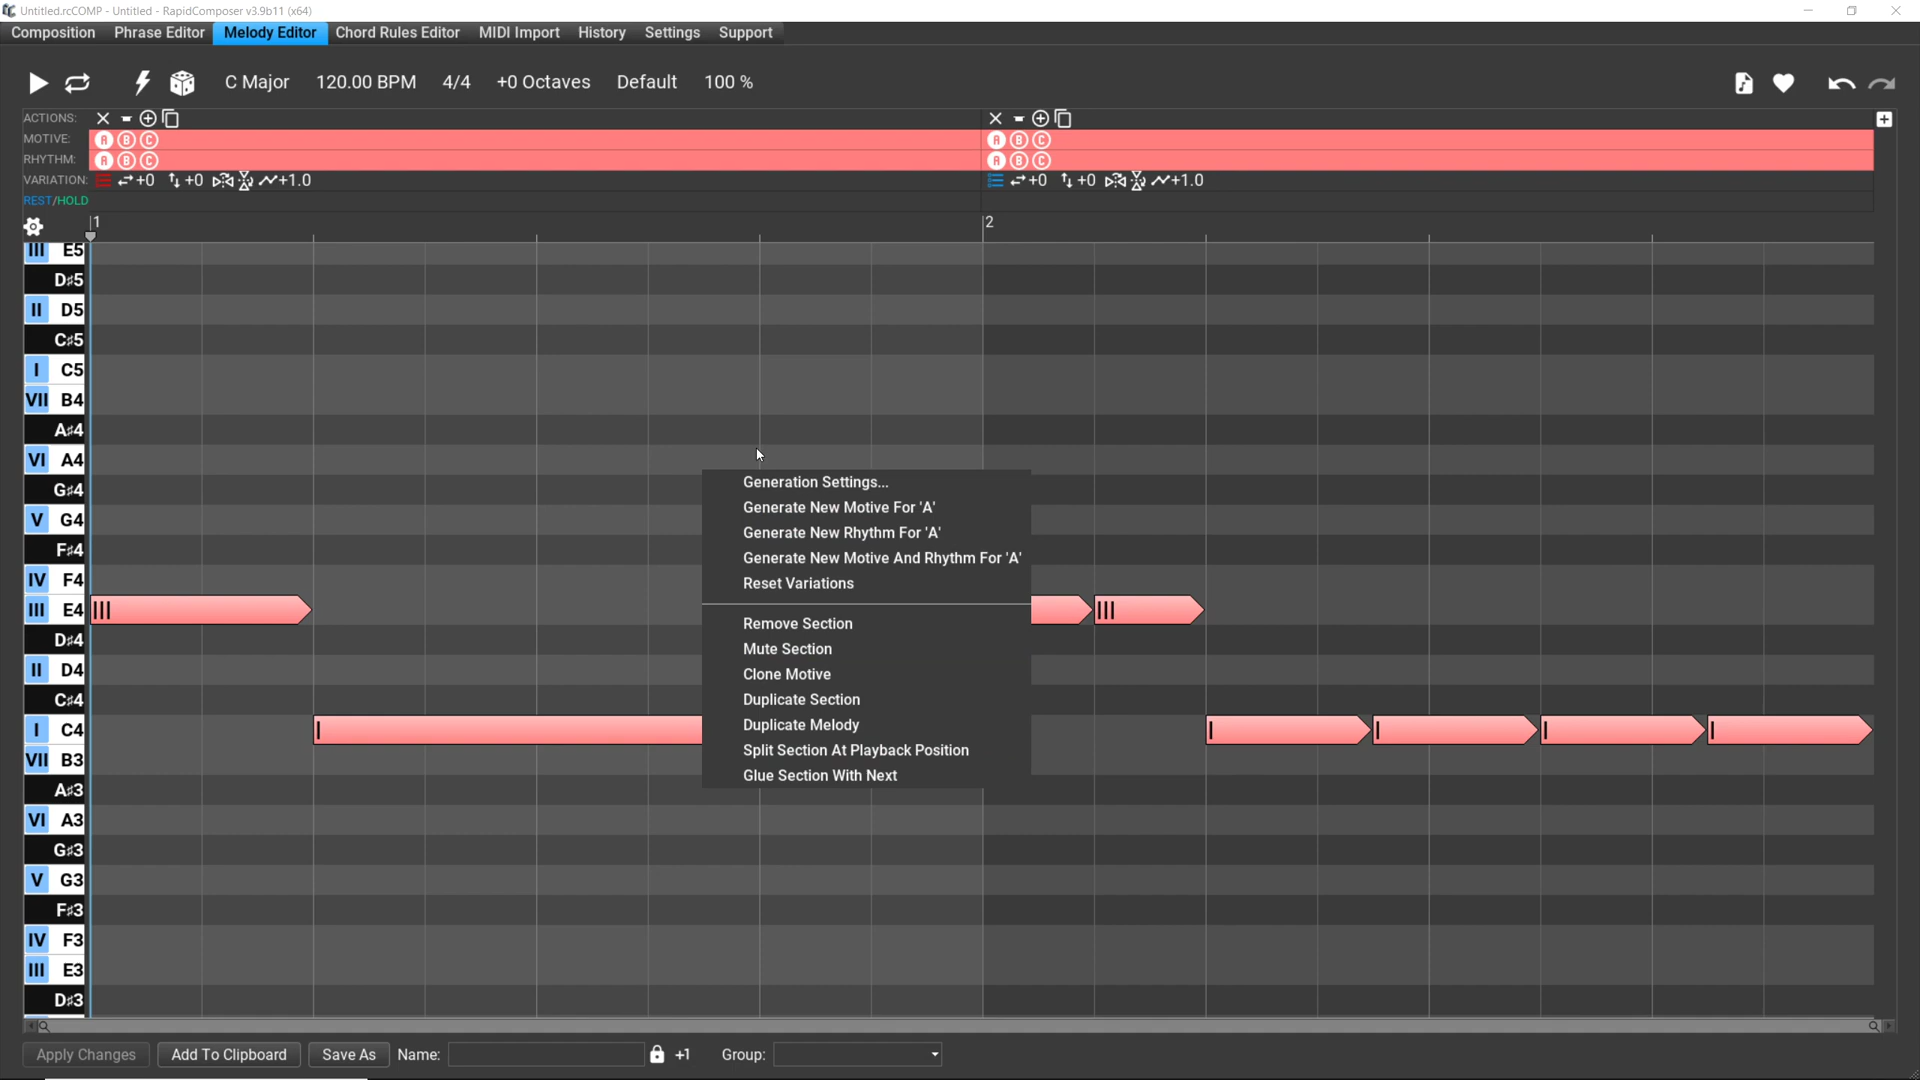 Untitled.rcCOMP - Untitled - RapidComposer v3.9b11 (x64)
Composition Phrase Editor Melody Editor Chord Rules Editor MIDI Import History Settings Support
C Major 120.00 BPM 4/4 +0 Octaves Default 100 %
ACTIONS:
MOTIVE: A B C A B C
RHYTHM: A B C A B C
VARIATION: +0 +0 +1.0 +0 +0 +1.0
REST/HOLD
1 2
III E5
D♯5
II D5
C♯5
I C5
VII B4
A♯4
VI A4
G♯4
V G4
F♯4
IV F4
III E4 III III
D♯4
II D4
C♯4
I C4 I I I I I
VII B3
A♯3
VI A3
G♯3
V G3
F♯3
IV F3
III E3
D♯3
Generation Settings...
Generate New Motive For 'A'
Generate New Rhythm For 'A'
Generate New Motive And Rhythm For 'A'
Reset Variations
Remove Section
Mute Section
Clone Motive
Duplicate Section
Duplicate Melody
Split Section At Playback Position
Glue Section With Next
Apply Changes Add To Clipboard Save As Name: +1 Group: